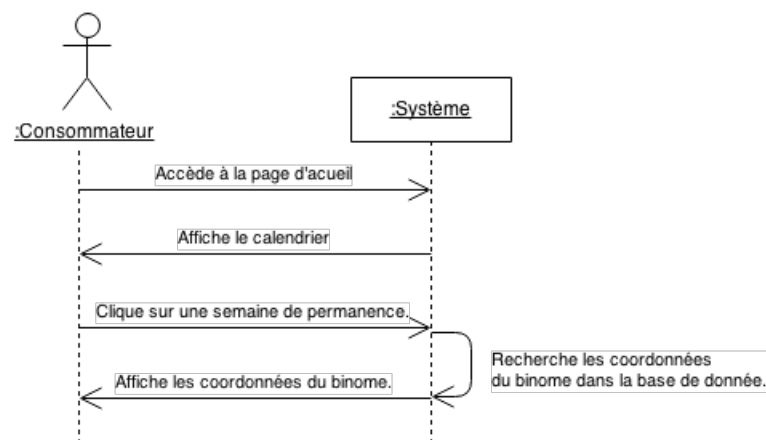 :Système
:Consommateur
Accède à la page d'acueil
Affiche le calendrier
Clique sur une semaine de permanence.
Recherche les coordonnées
du binome dans la base de donnée.
Affiche les coordonnées du binome.